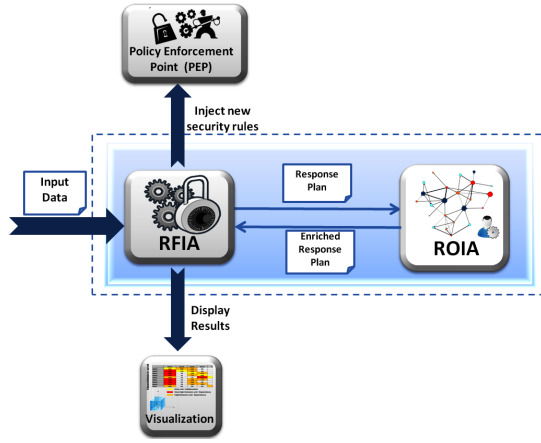 Policy Enforcement
Point (PEP)
Inject new
security rules
Input
Data
Response
Plan
RFIA
Enriched
Response
Plan
ROIA
Display
Results
Visualization